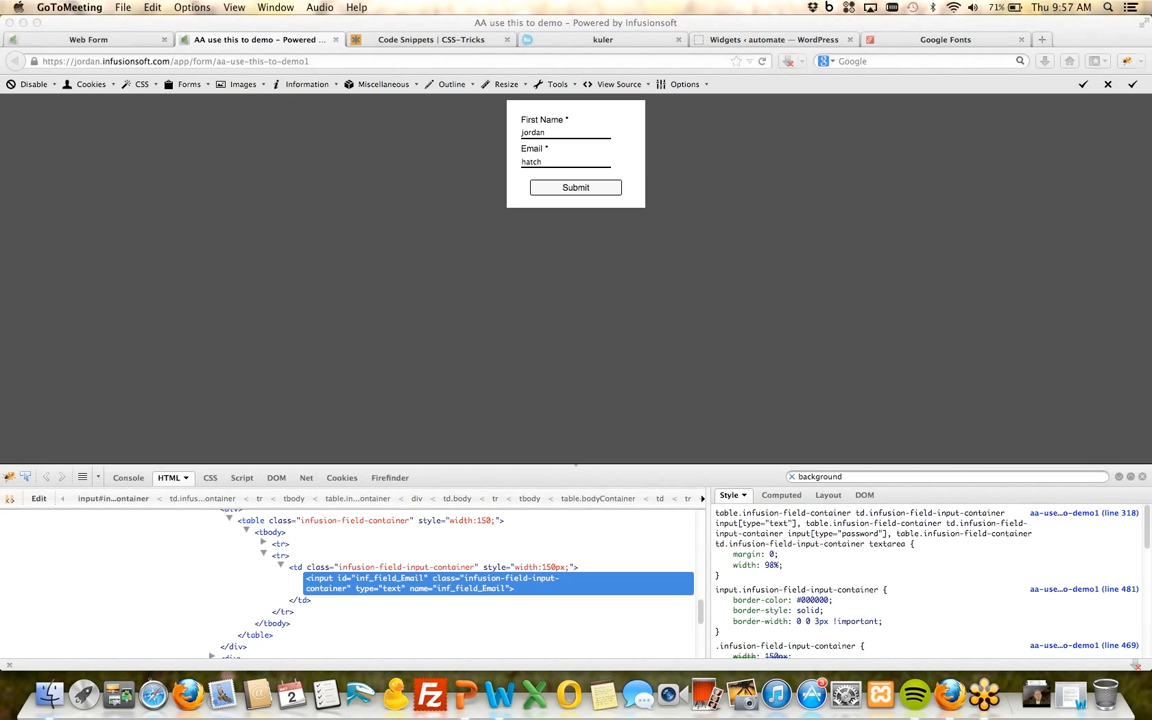 GoToMeeting File Edit Options View Window Audio Help 71% Thu 9:57 AM
AA use this to demo - Powered by infusionsoft
Web Form AA use this to demo - Powered ... Code Snippets | CSS-Tricks kuler Widgets ‹ automate — WordPress Google Fonts
https://jordan.infusionsoft.com/app/form/aa-use-this-to-demo1 Google
Disable Cookies CSS Forms Images Information Miscellaneous Outline Resize Tools View Source Options
First Name *
jordan
Email *
hatch
Submit
Console HTML CSS Script DOM Net Cookies Firefinder background
Edit input#in...ontainer td.infus...ontainer tr tbody table.in...ontainer div td.body tr tbody table.bodyContainer td tr Style Computed Layout DOM
<div>
<table class="infusion-field-container" style="width:150;">
<tbody>
<tr>
<tr>
<td class="infusion-field-input-container" style="width:150px;">
<input id="inf_field_Email" class="infusion-field-input-
container" type="text" name="inf_field_Email">
</td>
</tr>
</tbody>
</table>
</div>
<div>
table.infusion-field-container td.infusion-field-input-container aa-use...o-demo1 (line 318)
input[type="text"], table.infusion-field-container td.infusion-field-
input-container input[type="password"], table.infusion-field-container
td.infusion-field-input-container textarea {
margin: 0;
width: 98%;
}
input.infusion-field-input-container { aa-use...o-demo1 (line 481)
border-color: #000000;
border-style: solid;
border-width: 0 0 3px !important;
}
.infusion-field-input-container { aa-use...o-demo1 (line 469)
width: 150px;
2
3